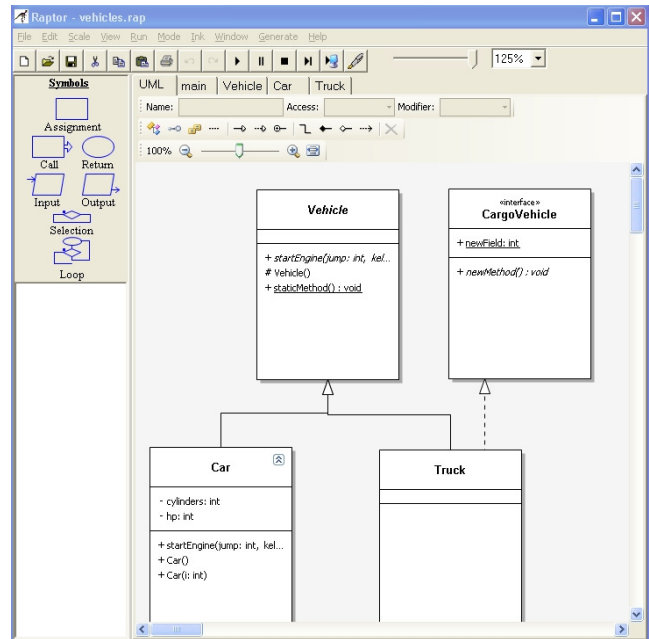 Raptor - vehicles.rap
File Edit Scale View Run Mode Ink Window Generate Help
125%
Symbols
Assignment
Call Return
Input Output
Selection
Loop
UML main Vehicle Car Truck
Name: Access: Modifier:
100%
Vehicle
+ startEngine(jump: int, kel...
# Vehicle()
+ staticMethod() : void
«interface»
CargoVehicle
+ newField: int
+ newMethod() : void
Car
- cylinders: int
- hp: int
+ startEngine(jump: int, kel...
+ Car()
+ Car(i: int)
Truck